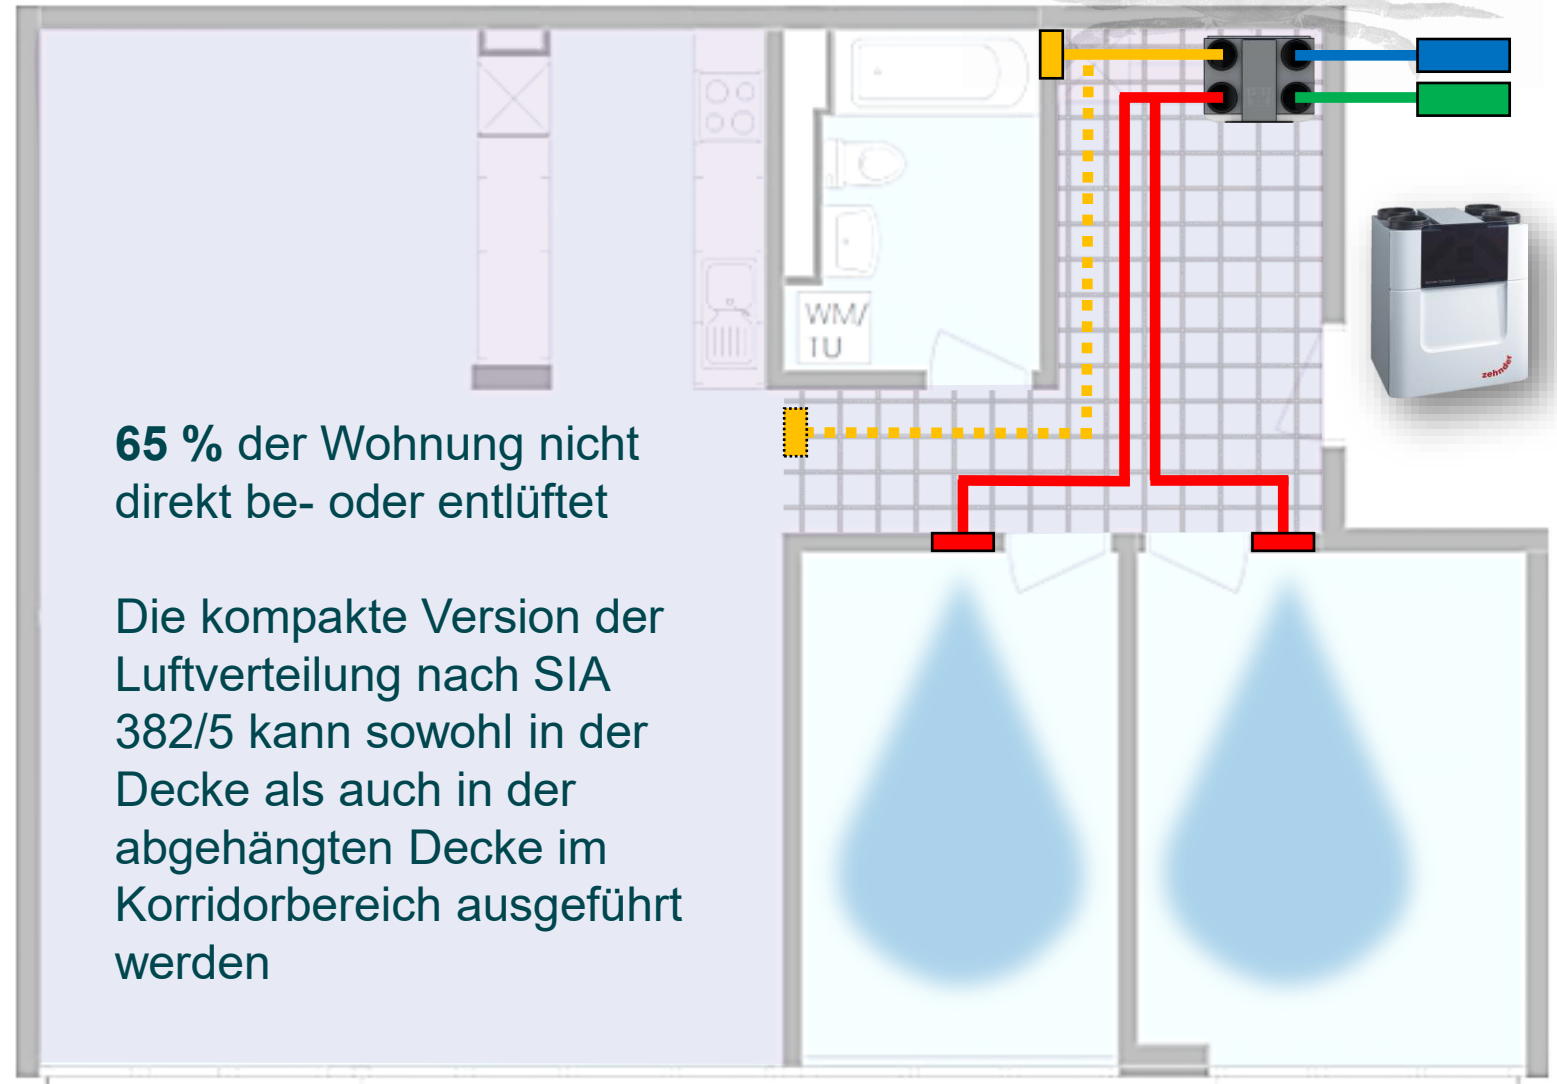 WM/
TU
zehnder
65 % der Wohnung nicht
direkt be- oder entlüftet
Die kompakte Version der
Luftverteilung nach SIA
382/5 kann sowohl in der
Decke als auch in der
abgehängten Decke im
Korridorbereich ausgeführt
werden